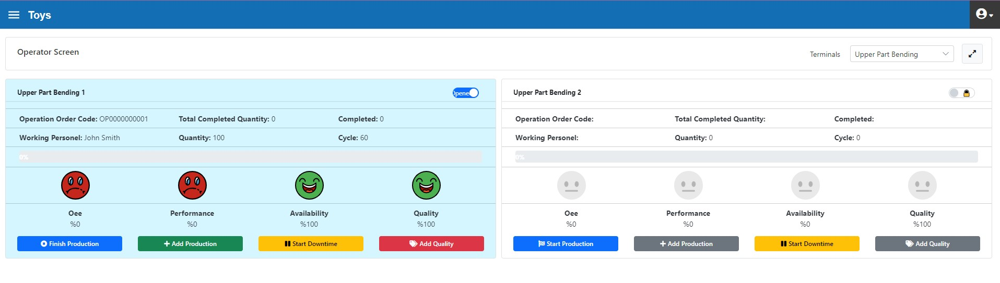 Toys
Operator Screen
Terminals
Upper Part Bending
Upper Part Bending 1
Opene
Operation Order Code: OP0000000001
Total Completed Quantity: 0
Completed: 0
Working Personel: John Smith
Quantity: 100
Cycle: 60
0%
Oee
Performance
Availability
Quality
%0
%0
%100
%100
Finish Production
Add Production
Start Downtime
Add Quality
Upper Part Bending 2
Operation Order Code:
Total Completed Quantity:
Completed:
Working Personel:
Quantity: 0
Cycle: 0
0%
Oee
Performance
Availability
Quality
%0
%0
%0
%100
Start Production
Add Production
Start Downtime
Add Quality